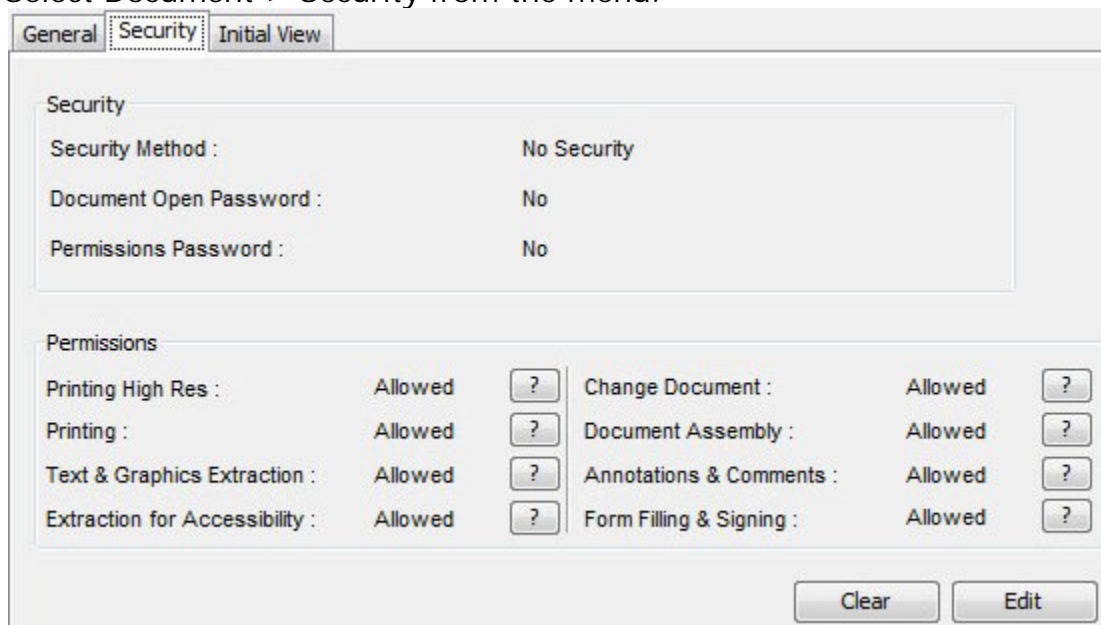 Select Document > Security from the menu.
General Security Initial View
Security
Security Method : No Security
Document Open Password : No
Permissions Password : No
Permissions
Printing High Res : Allowed ? Change Document : Allowed ?
Printing : Allowed ? Document Assembly : Allowed ?
Text & Graphics Extraction : Allowed ? Annotations & Comments : Allowed ?
Extraction for Accessibility : Allowed ? Form Filling & Signing : Allowed ?
Clear Edit